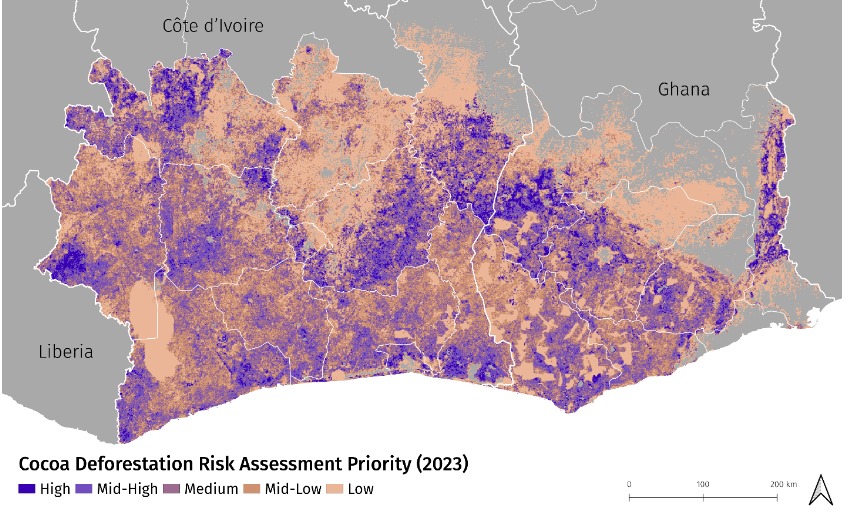 Côte d’Ivoire
Ghana
Liberia
Cocoa Deforestation Risk Assessment Priority (2023)
High Mid-High Medium Mid-Low Low
0 100 200 km